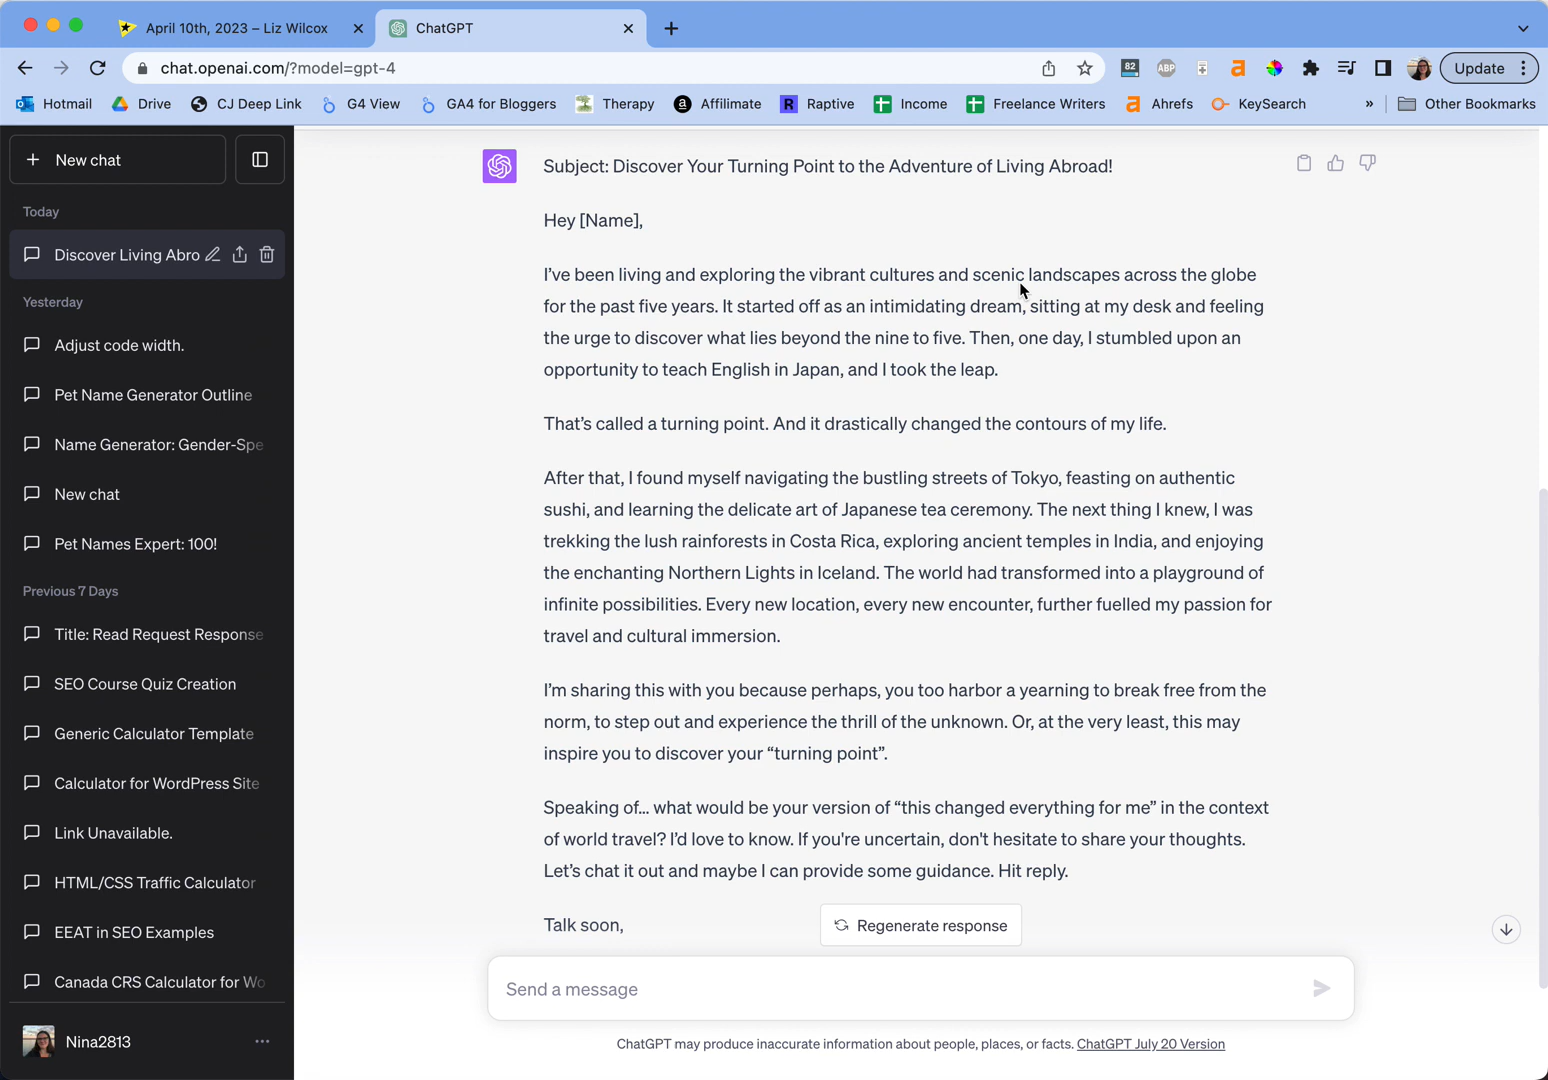 April 10th, 2023 – Liz Wilcox
ChatGPT
chat.openai.com/?model=gpt-4
82
ABP
Update
Hotmail
Drive
CJ Deep Link
G4 View
GA4 for Bloggers
Therapy
Affilimate
Raptive
Income
Freelance Writers
Ahrefs
KeySearch
»
Other Bookmarks
+ New chat
Today
Discover Living Abro
Yesterday
Adjust code width.
Pet Name Generator Outline
Name Generator: Gender-Spe
New chat
Pet Names Expert: 100!
Previous 7 Days
Title: Read Request Response
SEO Course Quiz Creation
Generic Calculator Template
Calculator for WordPress Site
Link Unavailable.
HTML/CSS Traffic Calculator
EEAT in SEO Examples
Canada CRS Calculator for Wo
Nina2813
Subject: Discover Your Turning Point to the Adventure of Living Abroad!
Hey [Name],
I’ve been living and exploring the vibrant cultures and scenic landscapes across the globe
for the past five years. It started off as an intimidating dream, sitting at my desk and feeling
the urge to discover what lies beyond the nine to five. Then, one day, I stumbled upon an
opportunity to teach English in Japan, and I took the leap.
That’s called a turning point. And it drastically changed the contours of my life.
After that, I found myself navigating the bustling streets of Tokyo, feasting on authentic
sushi, and learning the delicate art of Japanese tea ceremony. The next thing I knew, I was
trekking the lush rainforests in Costa Rica, exploring ancient temples in India, and enjoying
the enchanting Northern Lights in Iceland. The world had transformed into a playground of
infinite possibilities. Every new location, every new encounter, further fuelled my passion for
travel and cultural immersion.
I’m sharing this with you because perhaps, you too harbor a yearning to break free from the
norm, to step out and experience the thrill of the unknown. Or, at the very least, this may
inspire you to discover your “turning point”.
Speaking of... what would be your version of “this changed everything for me” in the context
of world travel? I’d love to know. If you're uncertain, don't hesitate to share your thoughts.
Let’s chat it out and maybe I can provide some guidance. Hit reply.
Talk soon,
Regenerate response
Send a message
ChatGPT may produce inaccurate information about people, places, or facts. ChatGPT July 20 Version